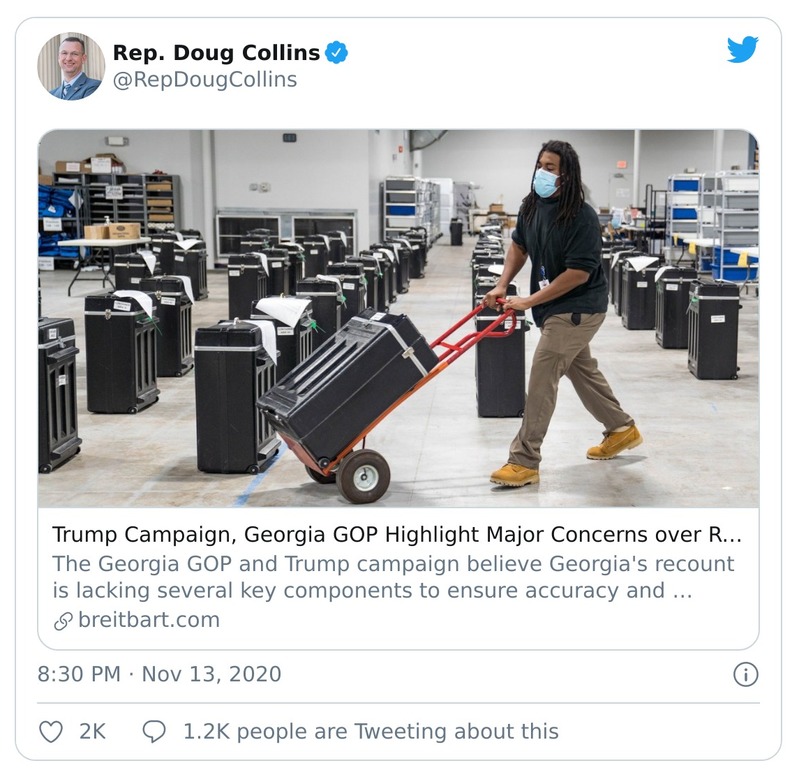 Rep. Doug Collins
@RepDougCollins
Trump Campaign, Georgia GOP Highlight Major Concerns over R...
The Georgia GOP and Trump campaign believe Georgia's recount
is lacking several key components to ensure accuracy and ...
breitbart.com
8:30 PM · Nov 13, 2020
2K 1.2K people are Tweeting about this